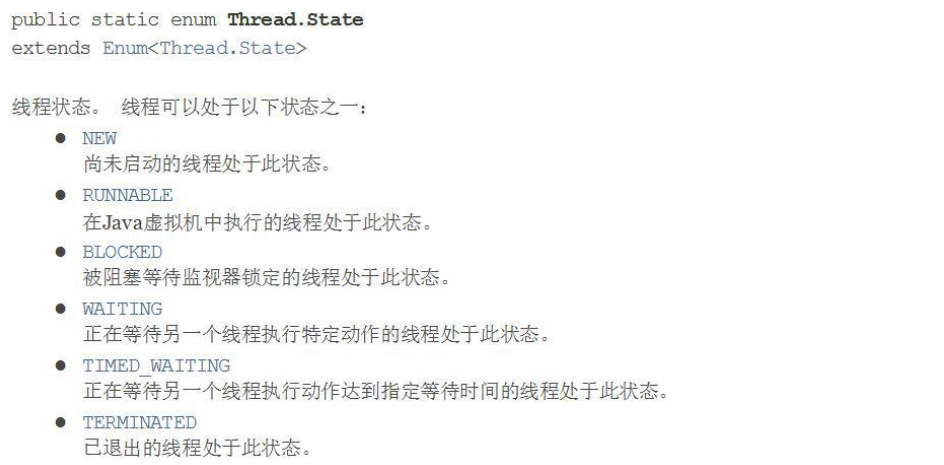 public static enum Thread.State
extends Enum<Thread.State>
线程状态。 线程可以处于以下状态之一:
● NEW
尚未启动的线程处于此状态。
● RUNNABLE
在Java虚拟机中执行的线程处于此状态。
● BLOCKED
被阻塞等待监视器锁定的线程处于此状态。
● WAITING
正在等待另一个线程执行特定动作的线程处于此状态。
● TIMED_WAITING
正在等待另一个线程执行动作达到指定等待时间的线程处于此状态。
● TERMINATED
已退出的线程处于此状态。